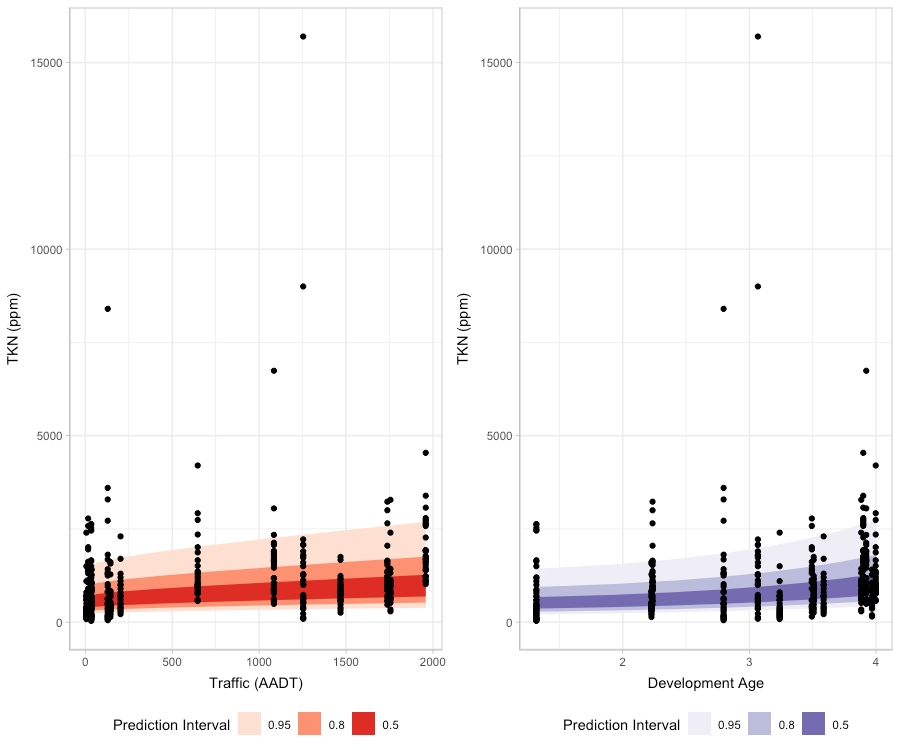 15000
10000
5000
0
TKN (ppm)
0 500 1000 1500 2000
Traffic (AADT)
Prediction Interval 0.95 0.8 0.5
15000
10000
5000
0
TKN (ppm)
2 3 4
Development Age
Prediction Interval 0.95 0.8 0.5